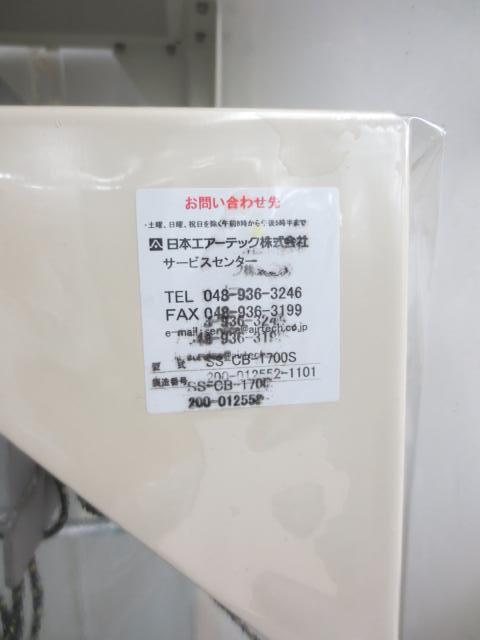 お問い合わせ先
・土曜、日曜、祝日を除く午前8時から午後5時半まで
日本エアーテック株式会社
サービスセンター
TEL 048-936-3246
FAX 048-936-3199
e-mail:service@airtech.co.jp
型 式 SS-CB-1700S
製造番号 200-012552-1101
SS-CB-170
200-01255